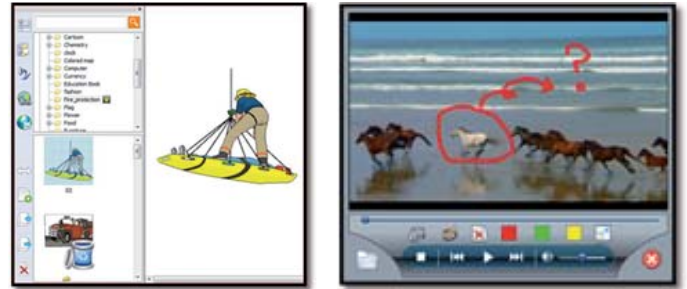 Cartoon
Chemistry
clock
Colored map
Computer
Currency
Education Book
fashion
Fire_protection
Flag
Flower
Food
?